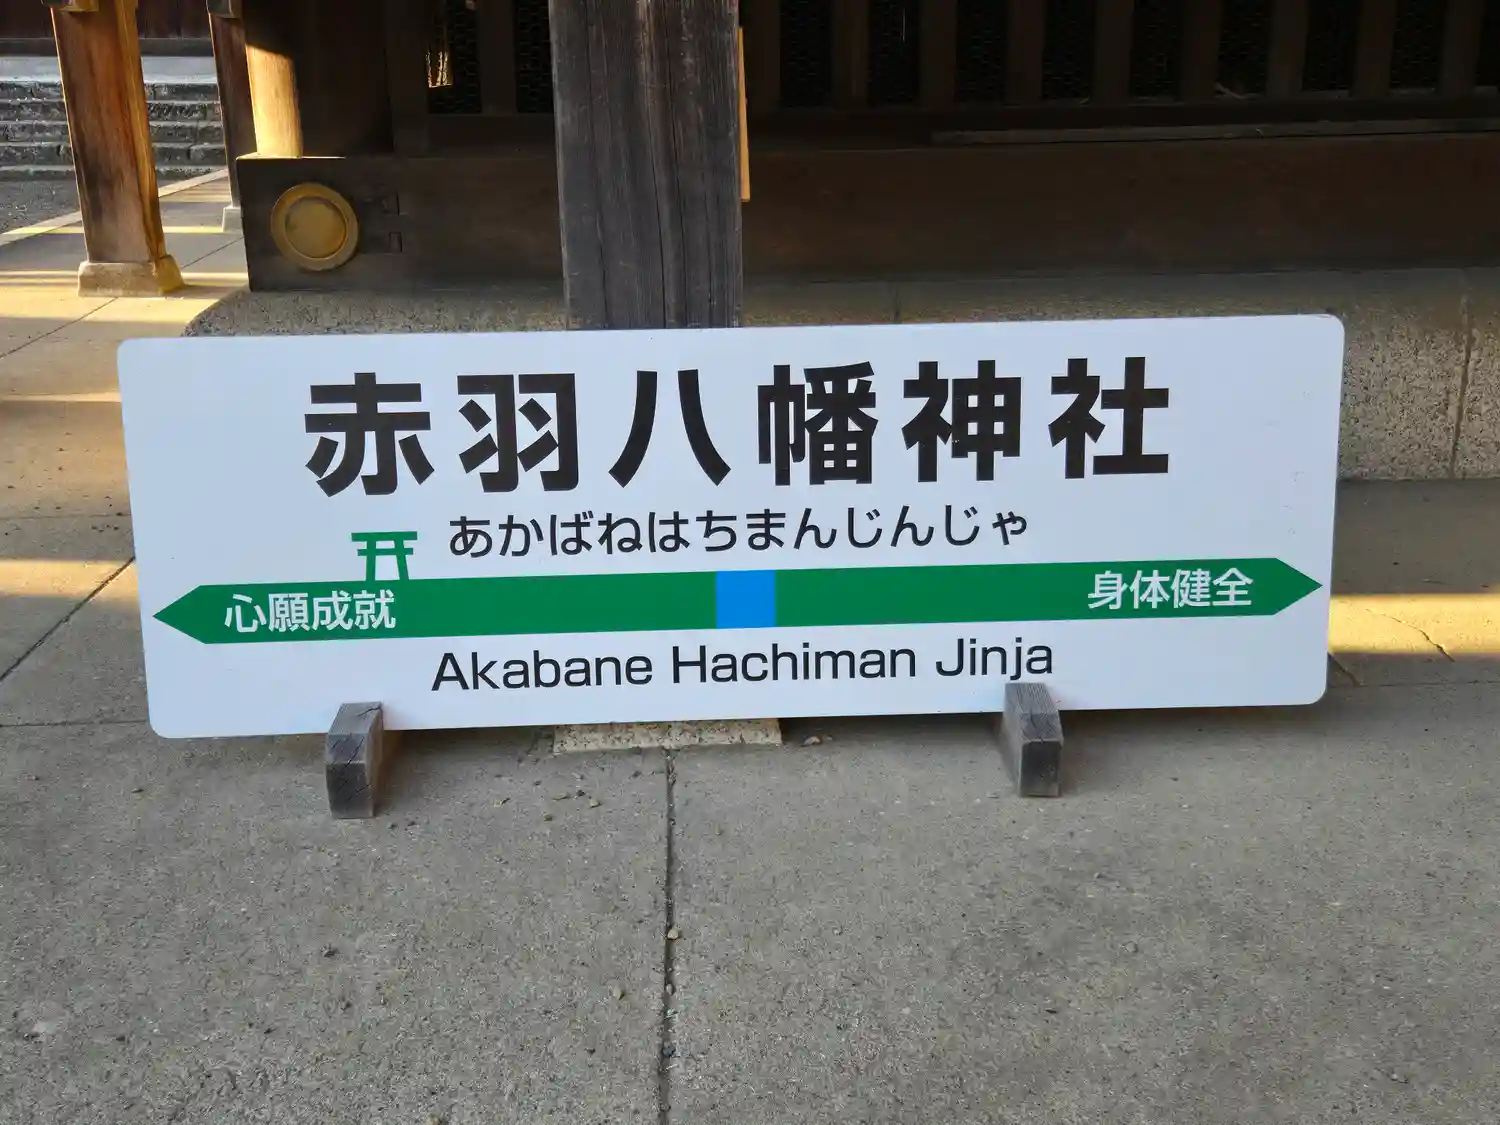 赤羽八幡神社
あかばねはちまんじんじゃ
心願成就
身体健全
Akabane Hachiman Jinja